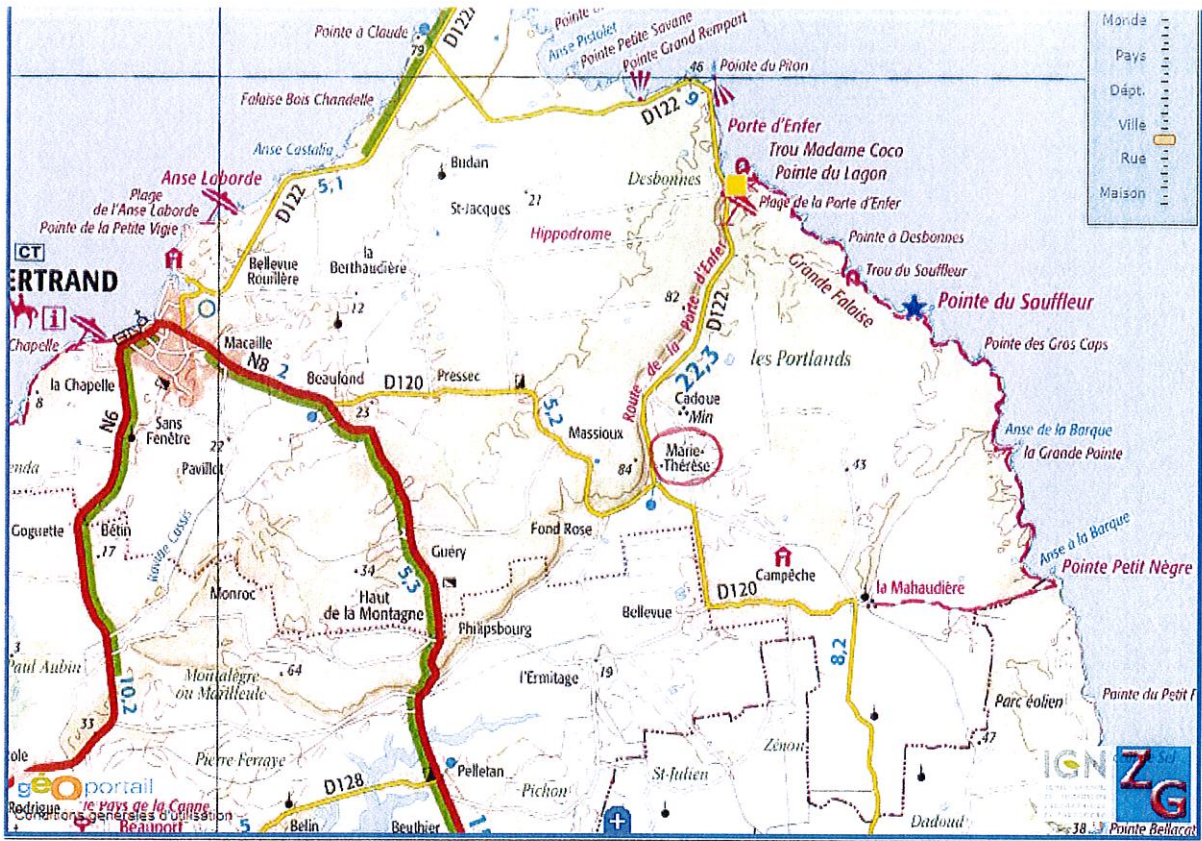 Pointe à Claude
79
D122
Anse Pistolet
Pointe Petite Savane
Pointe Grand Rempart
46
Pointe du Piton
Monde
Pays
Dépt.
Ville
Rue
Maison
Falaise Bois Chandelle
D122
9
Porte d'Enfer
Trou Madame Coco
Pointe du Lagon
Anse Castalia
Budan
Desbonnes
Anse Laborde
Plage
de l'Anse Laborde
Pointe de la Petite Vigie
5,1
D122
St-Jacques
21
Plage de la Porte d'Enfer
Hippodrome
Pointe à Desbonnes
CT
ERTRAND
Bellevue
Rouillère
la
Berthaudière
12
Trou du Souffleur
Grande Falaise
82
Route de la Porte d'Enfer
D122
Pointe du Souffleur
i
Chapelle
Macaille
N8
2
Beaufond
D120
Pressec
22,3
les Portlands
Pointe des Gros Caps
la Chapelle
8
N6
Sans
Fenêtre
22
23
5,2
Cadoue
Min
Massioux
84
Marie-
Thérèse
43
Anse de la Barque
la Grande Pointe
enda
Pavillot
Goguette
Bétin
17
Ravine Cassis
Fond Rose
Guéry
5,3
Anse à la Barque
Pointe Petit Nègre
Monroc
34
Haut
de la Montagne
Campêche
la Mahaudière
D120
Bellevue
Philipsbourg
3
Paul Aubin
10,2
Montalègre
ou Mailleule
64
l'Ermitage
19
8,2
Parc éolien
Pointe du Petit F
33
cole
Pierre Ferraye
Zénon
47
IGN
ZG
géoportail
Rodrigue
le Pays de la Canne
Conditions générales d'utilisation
Beauport
5
D128
Belin
Pelletan
Beuthier
Pichon
St-Julien
Dadoud
38
Pointe Bellacat